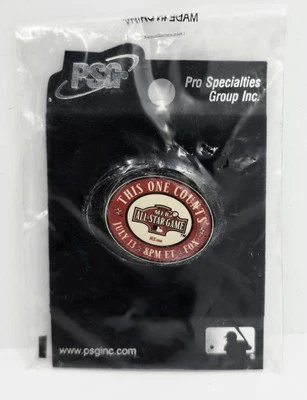 MADE IN CHINA
PSG
Pro Specialties
Group Inc.
THIS ONE COUNTS
MLB
ALL-STAR GAME
JULY 13 - 8PM ET. - FOX
www.psginc.com